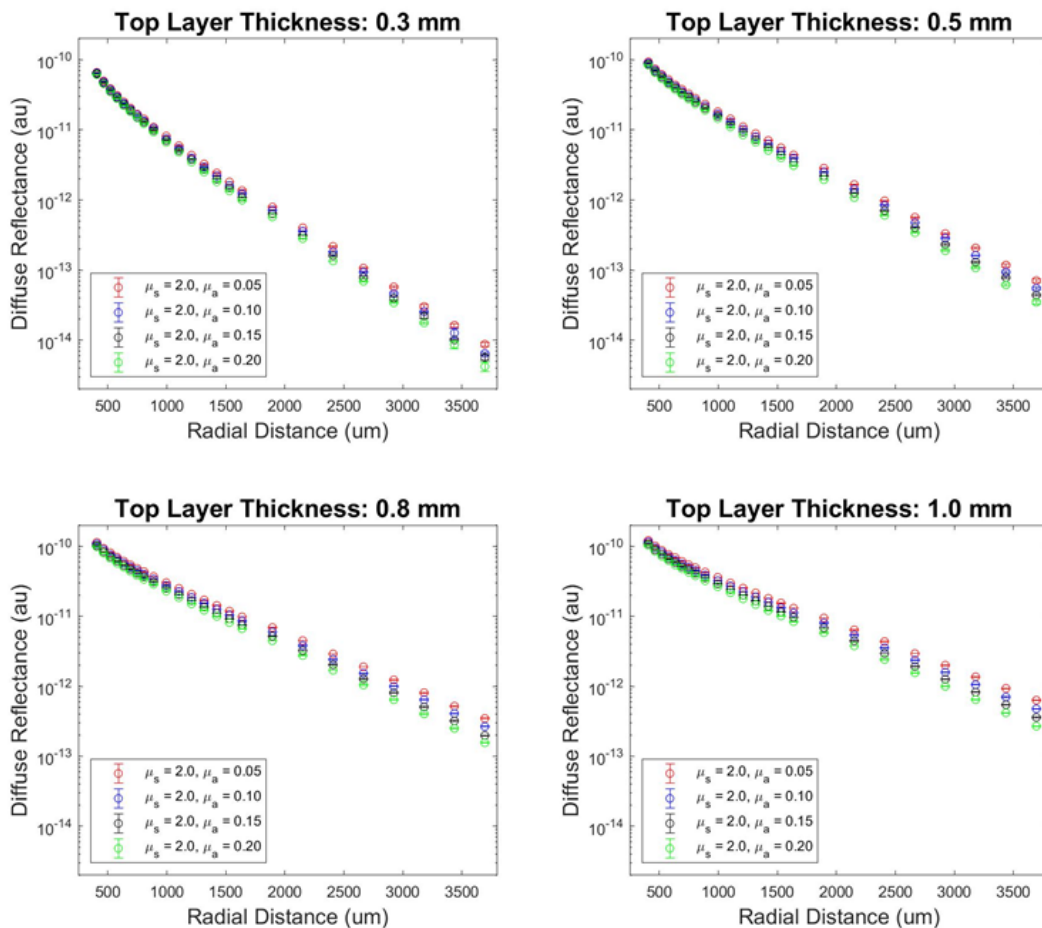 Top Layer Thickness: 0.3 mm
Diffuse Reflectance (au)
10⁻¹⁰
10⁻¹¹
10⁻¹²
10⁻¹³
10⁻¹⁴
μₛ = 2.0, μₐ = 0.05
μₛ = 2.0, μₐ = 0.10
μₛ = 2.0, μₐ = 0.15
μₛ = 2.0, μₐ = 0.20
500 1000 1500 2000 2500 3000 3500
Radial Distance (um)
Top Layer Thickness: 0.5 mm
Diffuse Reflectance (au)
10⁻¹⁰
10⁻¹¹
10⁻¹²
10⁻¹³
10⁻¹⁴
μₛ = 2.0, μₐ = 0.05
μₛ = 2.0, μₐ = 0.10
μₛ = 2.0, μₐ = 0.15
μₛ = 2.0, μₐ = 0.20
500 1000 1500 2000 2500 3000 3500
Radial Distance (um)
Top Layer Thickness: 0.8 mm
Diffuse Reflectance (au)
10⁻¹⁰
10⁻¹¹
10⁻¹²
10⁻¹³
10⁻¹⁴
μₛ = 2.0, μₐ = 0.05
μₛ = 2.0, μₐ = 0.10
μₛ = 2.0, μₐ = 0.15
μₛ = 2.0, μₐ = 0.20
500 1000 1500 2000 2500 3000 3500
Radial Distance (um)
Top Layer Thickness: 1.0 mm
Diffuse Reflectance (au)
10⁻¹⁰
10⁻¹¹
10⁻¹²
10⁻¹³
10⁻¹⁴
μₛ = 2.0, μₐ = 0.05
μₛ = 2.0, μₐ = 0.10
μₛ = 2.0, μₐ = 0.15
μₛ = 2.0, μₐ = 0.20
500 1000 1500 2000 2500 3000 3500
Radial Distance (um)